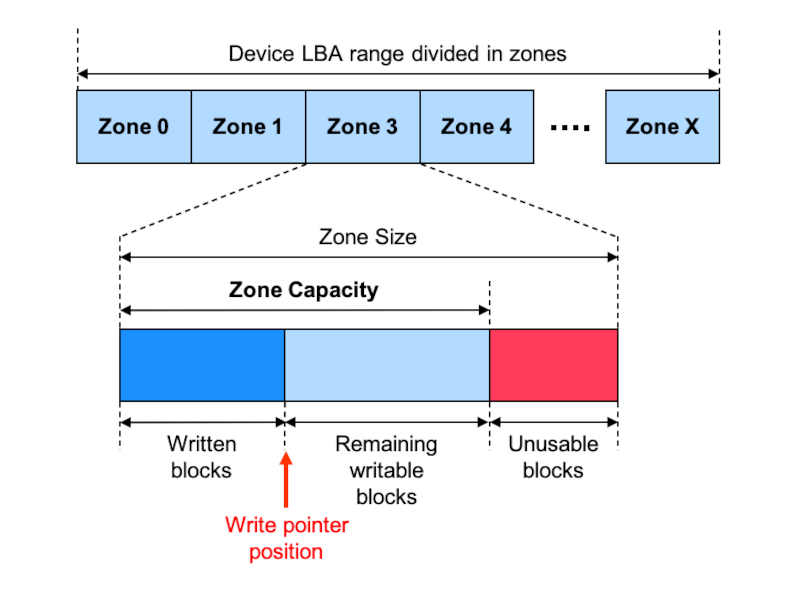 Device LBA range divided in zones
Zone 0
Zone 1
Zone 3
Zone 4
....
Zone X
Zone Size
Zone Capacity
Written
blocks
Remaining
writable
blocks
Unusable
blocks
Write pointer
position